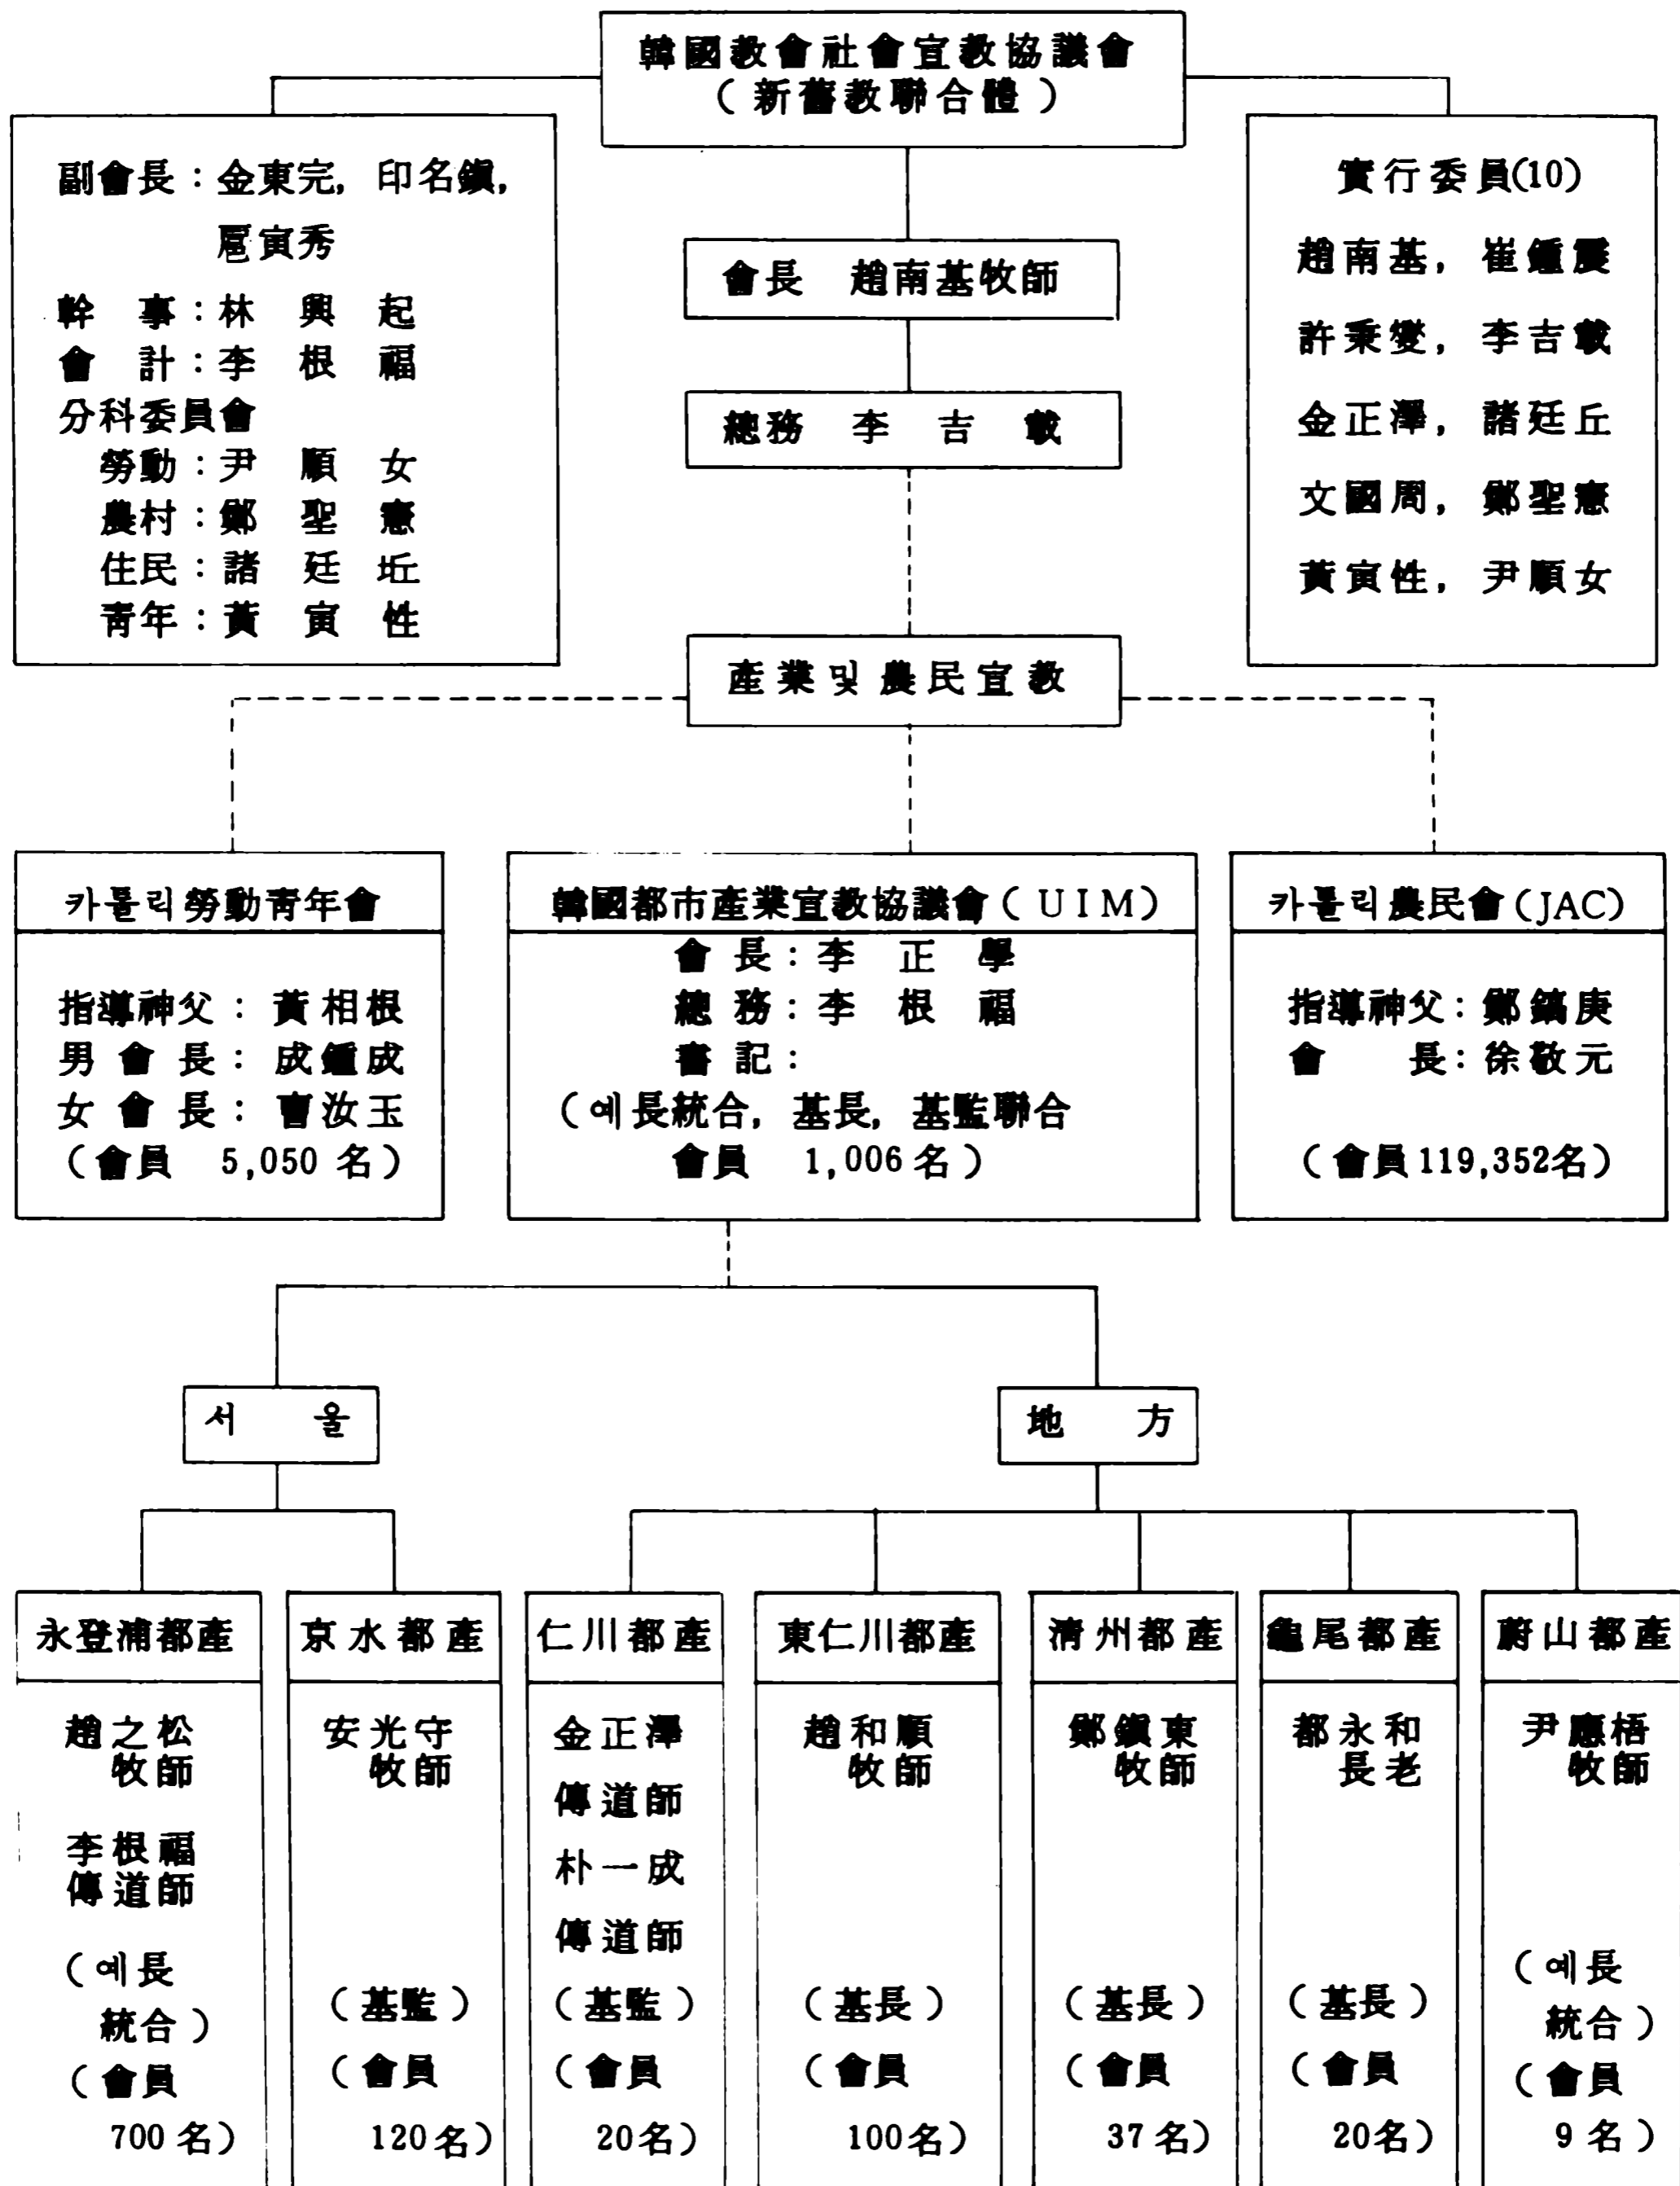 韓國教會社會宣教協議會
(新舊教聯合體)
副會長:金東完, 印名鎭,
扈寅秀
幹 事:林 興 起
會 計:李 根 福
分科委員會
勞動:尹 順 女
農村:鄭 聖 憲
住民:諸 廷 坵
靑年:黃 寅 性
會長 趙南基牧師
總務 李 吉 載
實行委員(10)
趙南基, 崔鍾震
許秉燮, 李吉載
金正澤, 諸廷丘
文國周, 鄭聖憲
黃寅性, 尹順女
產業및農民宣教
카톨릭勞動靑年會
指導神父:黃相根
男會長:成鍾成
女會長:曺汝玉
(會員 5,050名)
韓國都市產業宣教協議會(UIM)
會長:李 正 學
總務:李 根 福
書記:
(예長統合, 基長, 基監聯合
會員 1,006名)
카톨릭農民會(JAC)
指導神父:鄭鎬庚
會 長:徐敬元
(會員119,352名)
서 울
地 方
永登浦都產
趙之松
牧師
李根福
傳道師
(예長
統合)
(會員
700名)
京水都產
安光守
牧師
(基監)
(會員
120名)
仁川都產
金正澤
傳道師
朴一成
傳道師
(基監)
(會員
20名)
東仁川都產
趙和順
牧師
(基長)
(會員
100名)
淸州都產
鄭鎭東
牧師
(基長)
(會員
37名)
龜尾都產
都永和
長老
(基長)
(會員
20名)
蔚山都產
尹應梧
牧師
(예長
統合)
(會員
9名)